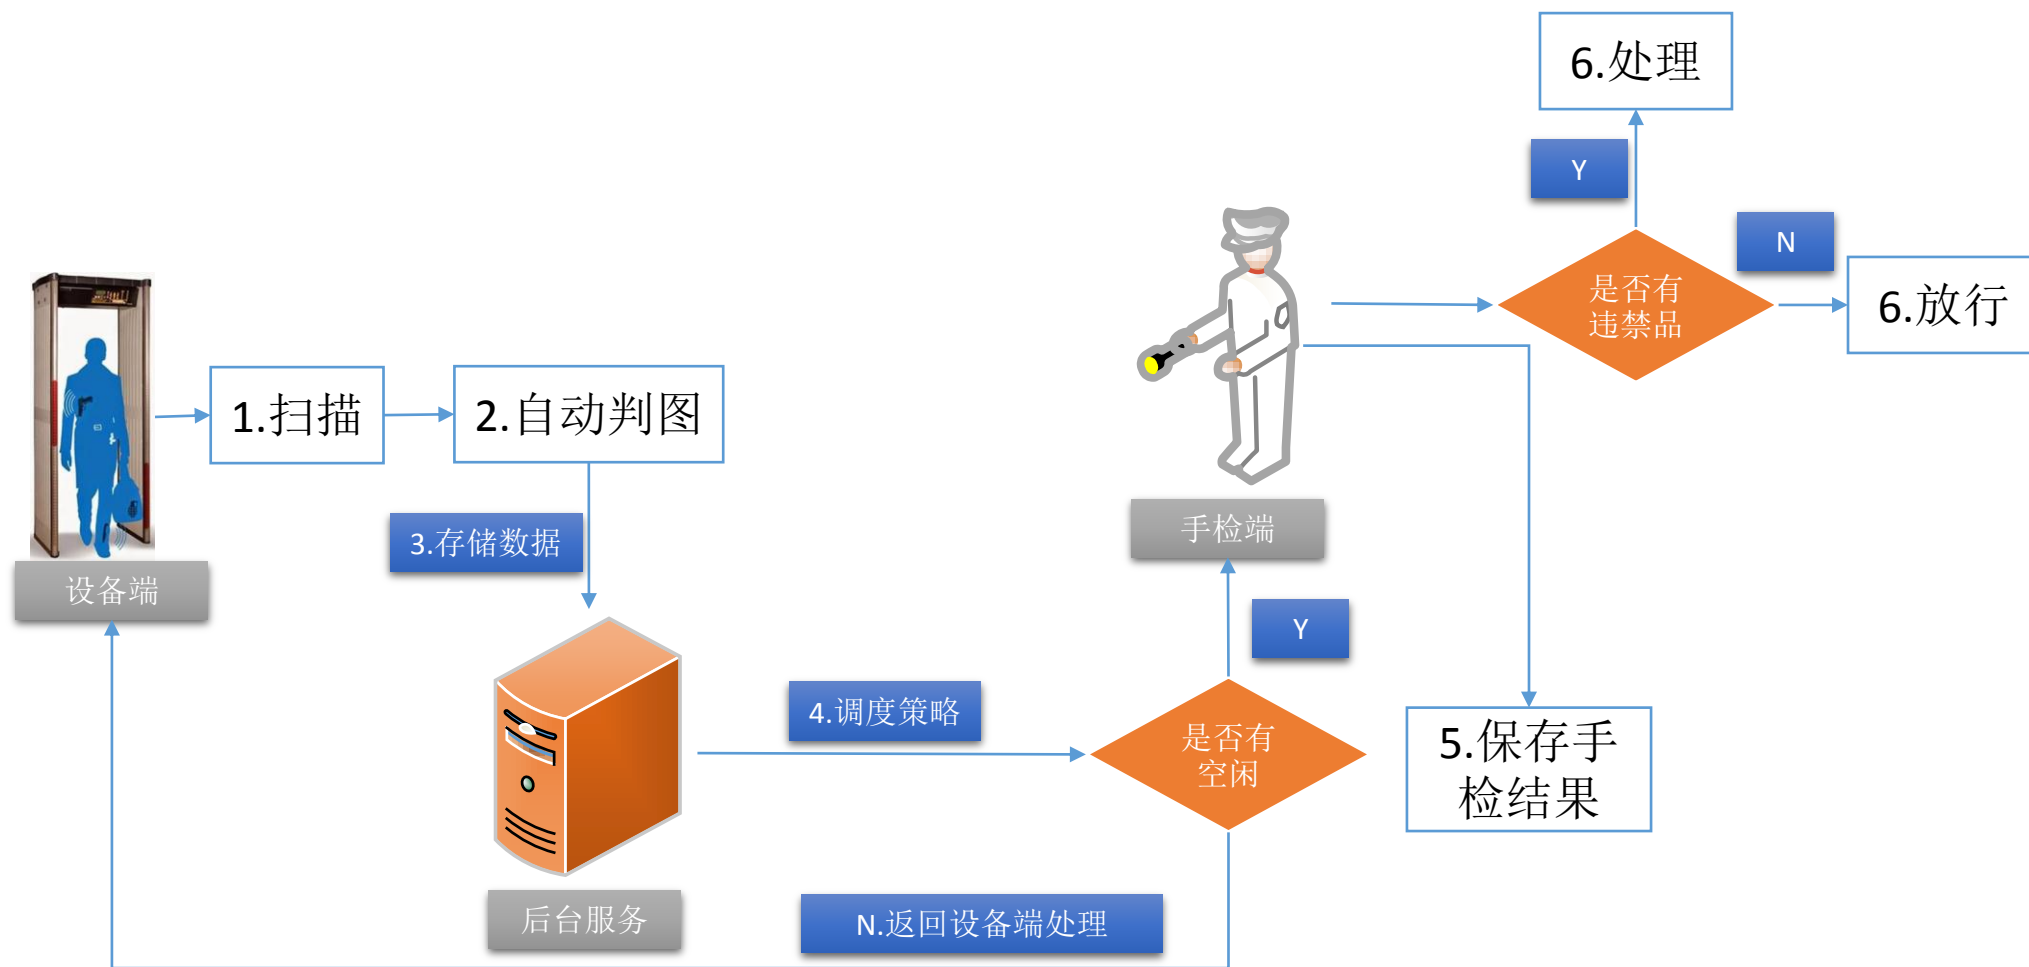 6.处理
Y
N
是否有
违禁品
6.放行
1.扫描
2.自动判图
3.存储数据
手检端
设备端
Y
4.调度策略
是否有
空闲
5.保存手
检结果
后台服务
N.返回设备端处理